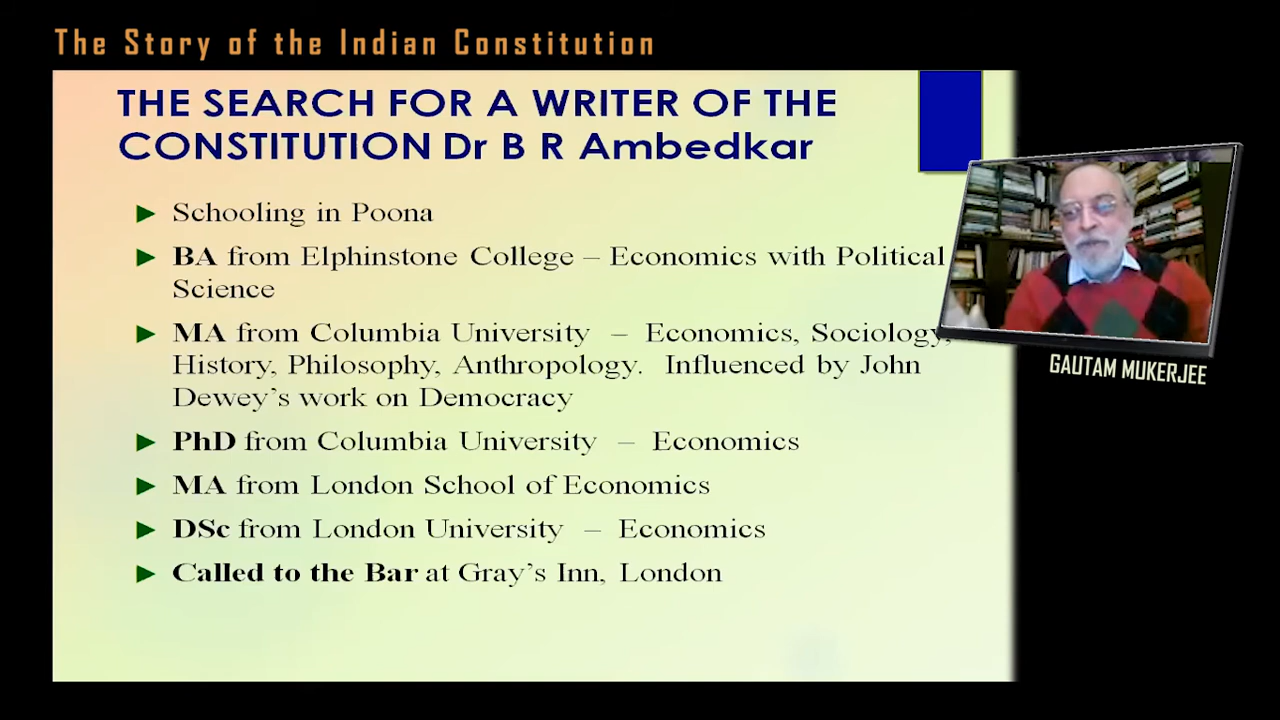 The Story of the Indian Constitution
THE SEARCH FOR A WRITER OF THE
CONSTITUTION Dr B R Ambedkar
Schooling in Poona
BA from Elphinstone College – Economics with Political
Science
MA from Columbia University – Economics, Sociology,
History, Philosophy, Anthropology. Influenced by John
Dewey’s work on Democracy
PhD from Columbia University – Economics
MA from London School of Economics
DSc from London University – Economics
Called to the Bar at Gray’s Inn, London
GAUTAM MUKERJEE